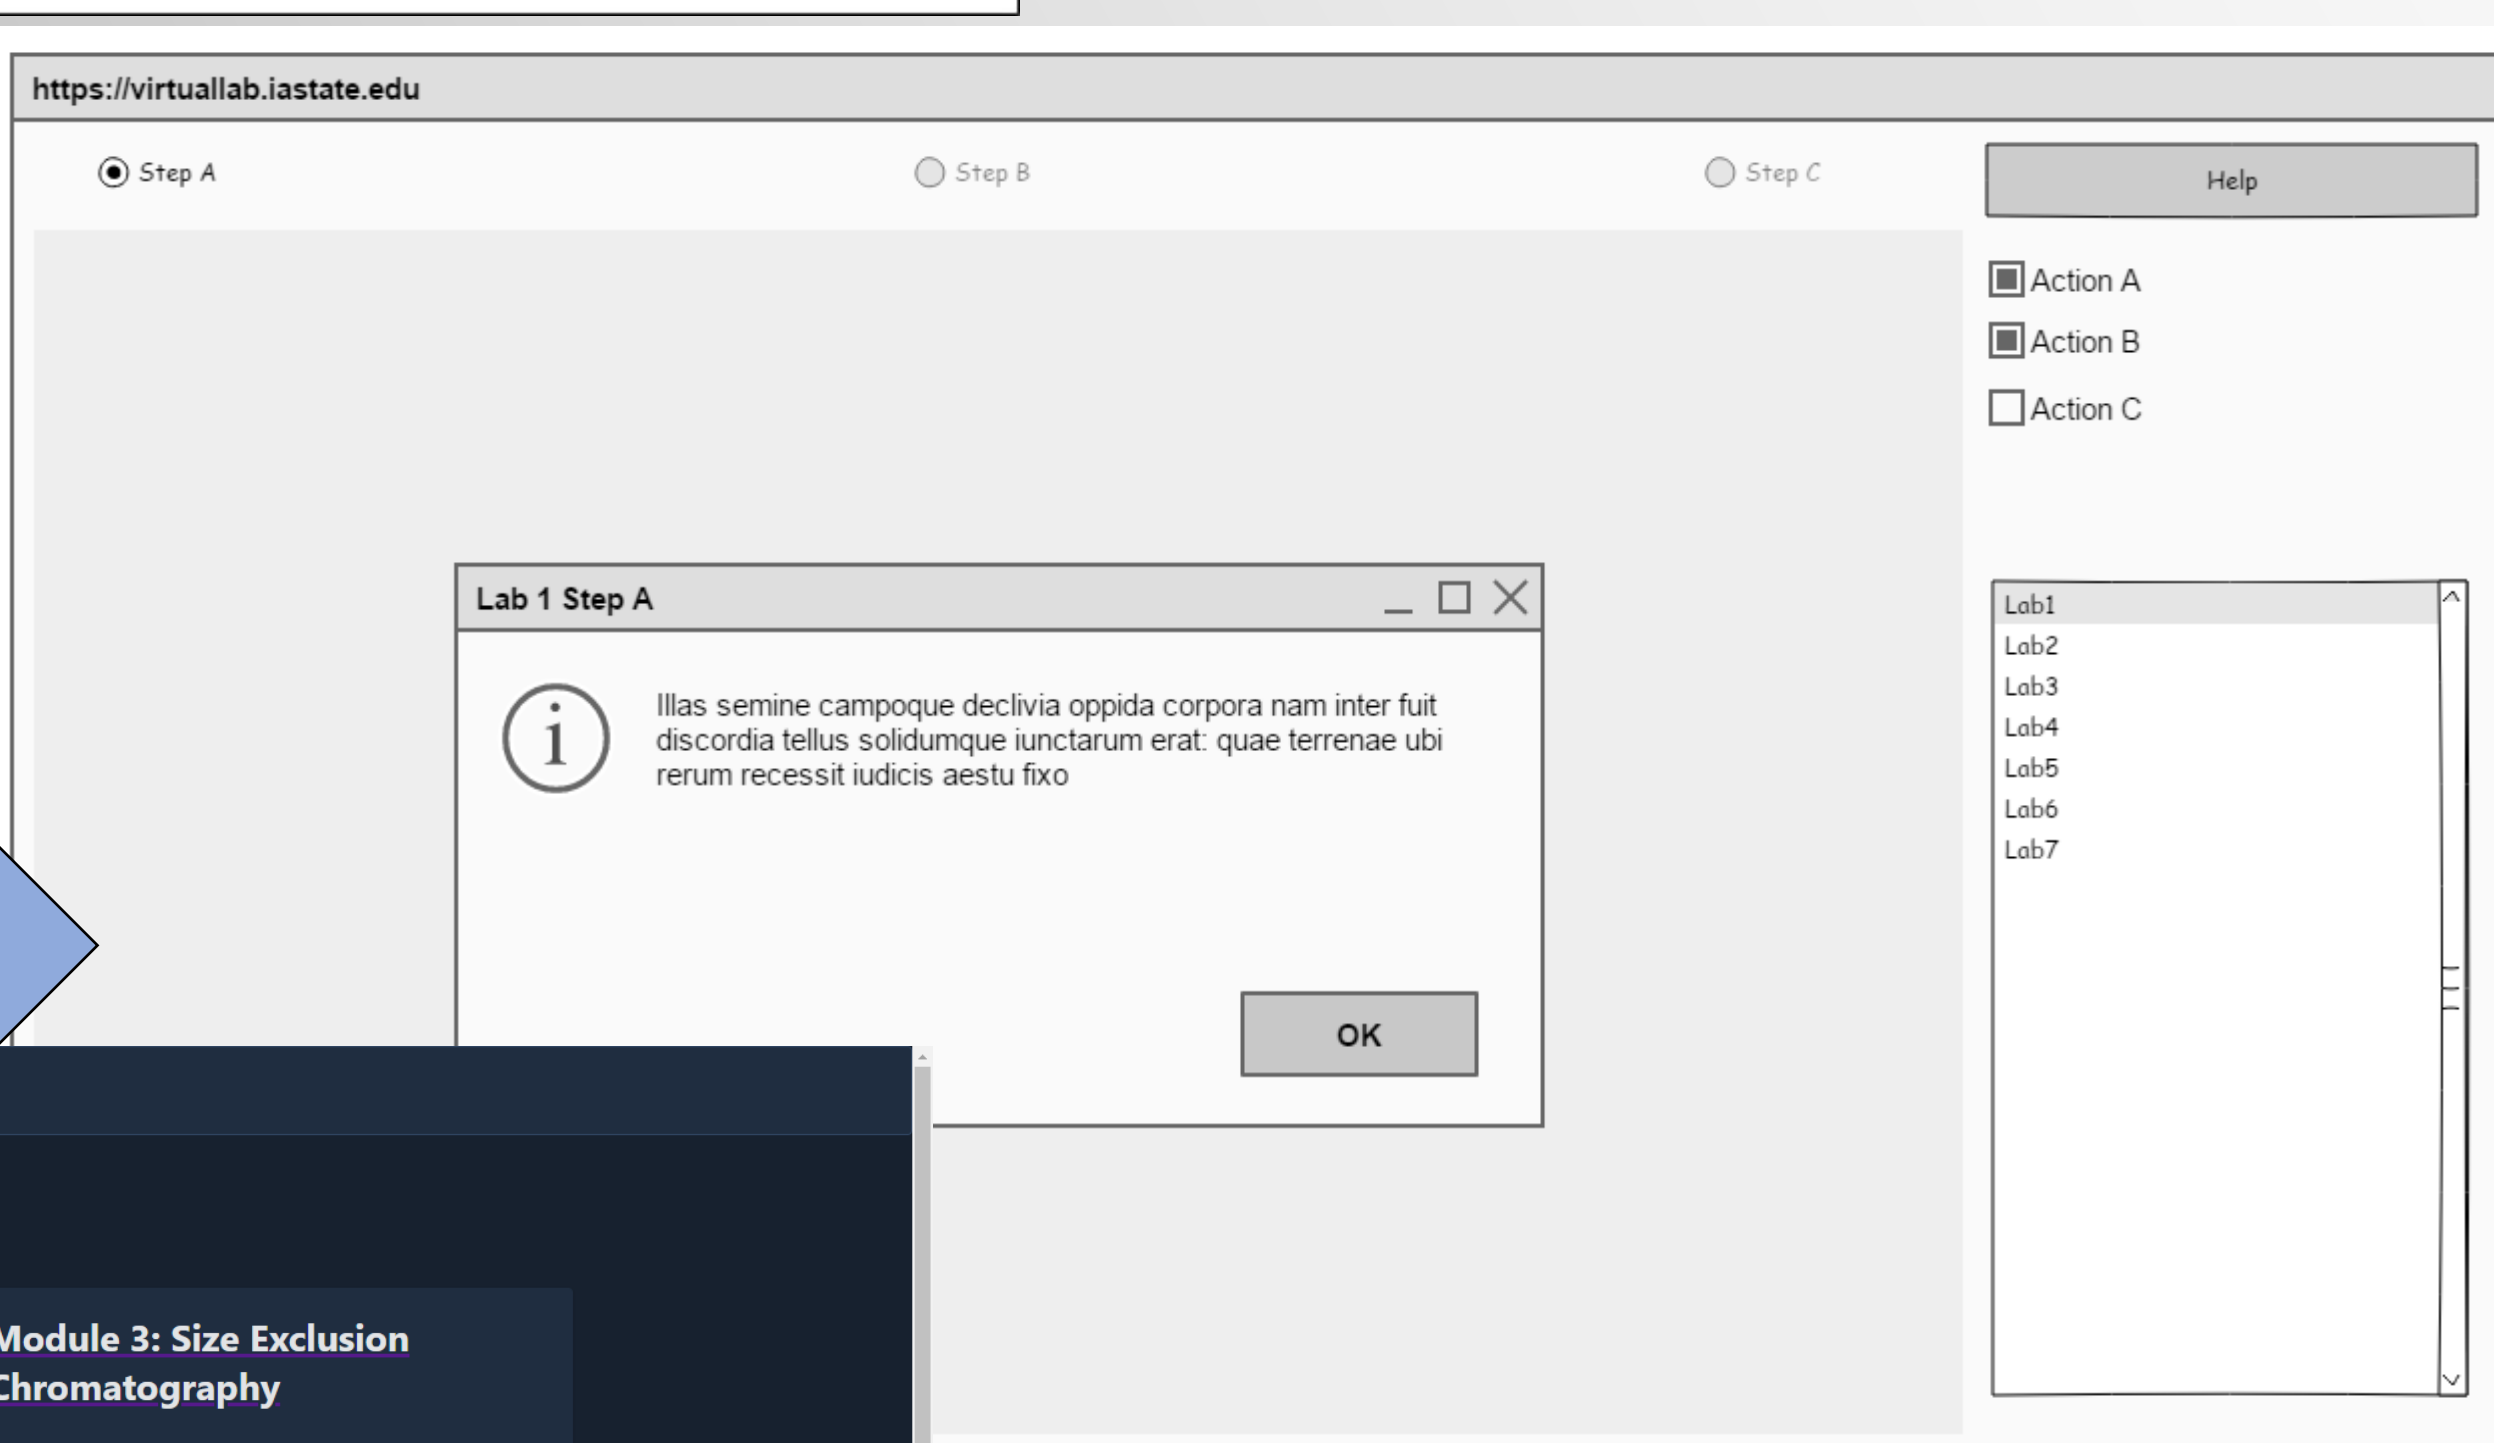 https://virtuallab.iastate.edu
Step A
Step B
Step C
Help
Action A
Action B
Action C
Lab 1 Step A
Illas semine campoque declivia oppida corpora nam inter fuit
discordia tellus solidumque iunctarum erat: quae terrenae ubi
rerum recessit iudicis aestu fixo
OK
Lab1
Lab2
Lab3
Lab4
Lab5
Lab6
Lab7
Module 3: Size Exclusion
Chromatography